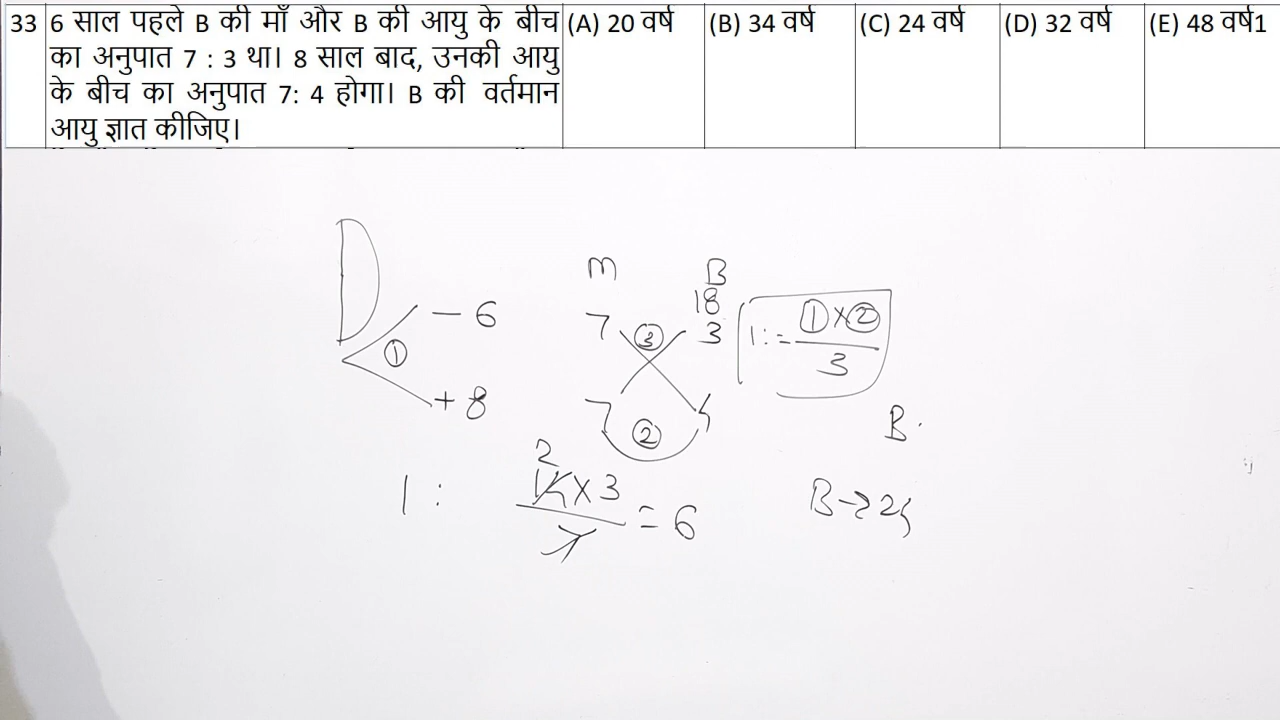 33 6 साल पहले B की माँ और B की आयु के बीच (A) 20 वर्ष (B) 34 वर्ष (C) 24 वर्ष (D) 32 वर्ष (E) 48 वर्ष1
का अनुपात 7 : 3 था। 8 साल बाद, उनकी आयु
के बीच का अनुपात 7: 4 होगा। B की वर्तमान
आयु ज्ञात कीजिए।
m B
18
- 6 7 3 3 1:= 1×2
3
1
+ 8 7 2 4
B.
2
1 : 14×3 = 6 B→24
7